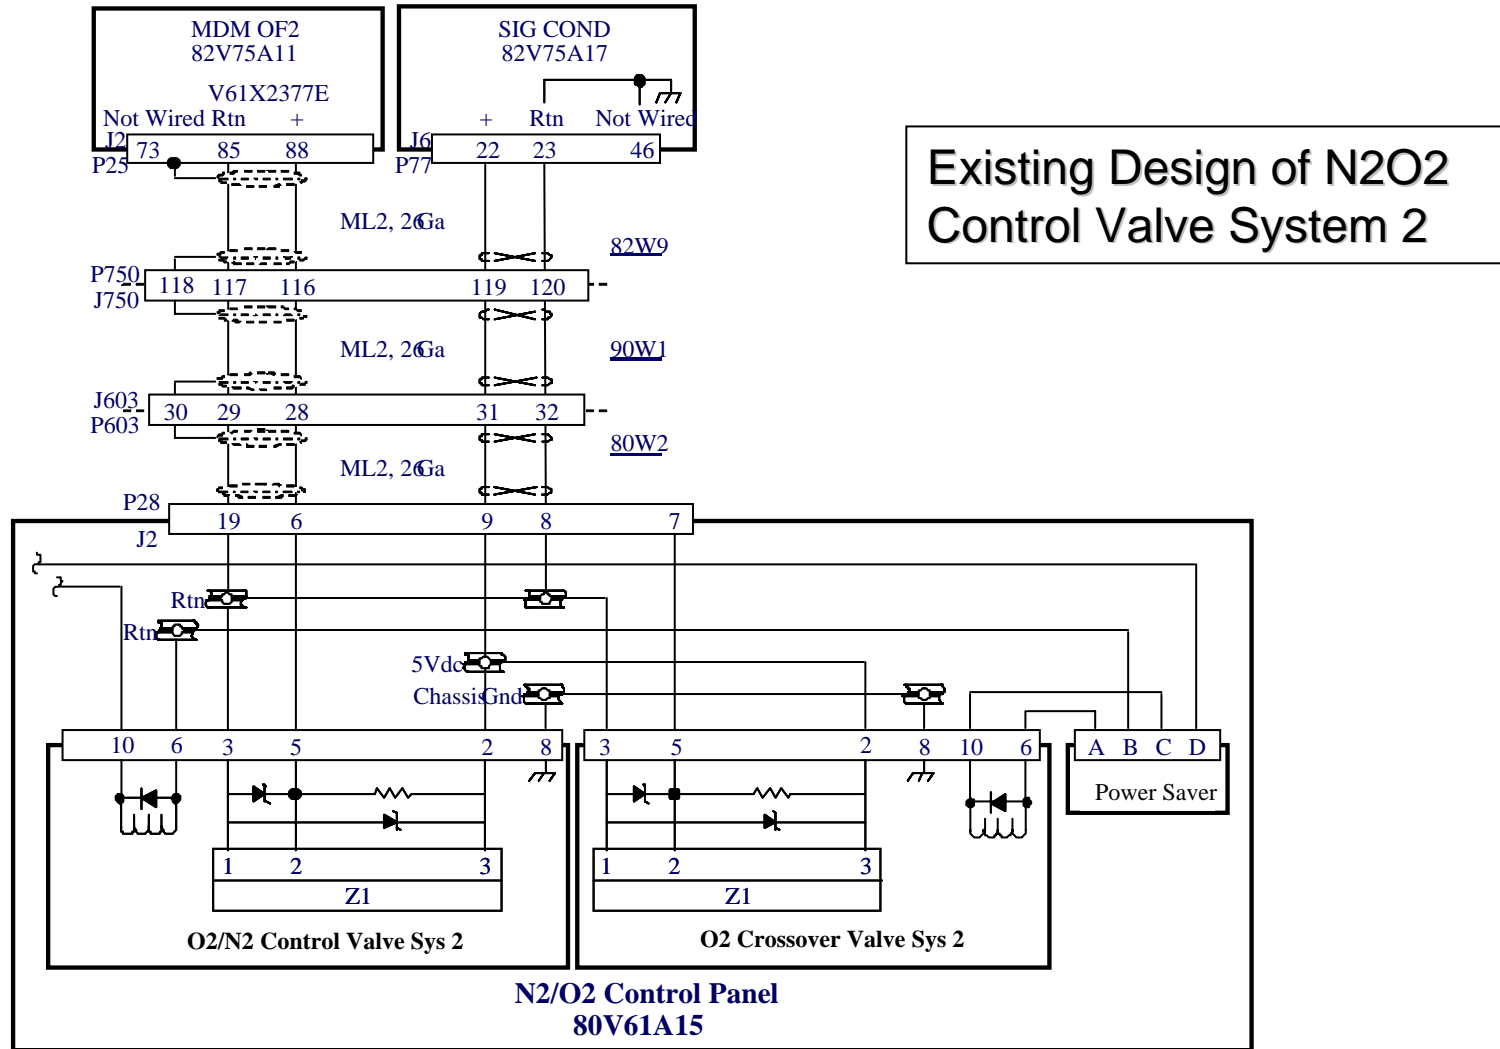 MDM OF2
82V75A11
V61X2377E
Not Wired Rtn +
J2
73 85 88
P25
SIG COND
82V75A17
+ Rtn Not Wired
J6
22 23 46
P77
Existing Design of N2O2
Control Valve System 2
ML2, 26Ga
82W9
P750
118 117 116 119 120
J750
ML2, 26Ga
90W1
J603
30 29 28 31 32
P603
80W2
ML2, 26Ga
P28
19 6 9 8 7
J2
Rtn
Rtn
5Vdc
ChassisGnd
10 6 3 5 2 8
3 5 2 8 10 6
A B C D
Power Saver
1 2 3
Z1
1 2 3
Z1
O2/N2 Control Valve Sys 2
O2 Crossover Valve Sys 2
N2/O2 Control Panel
80V61A15